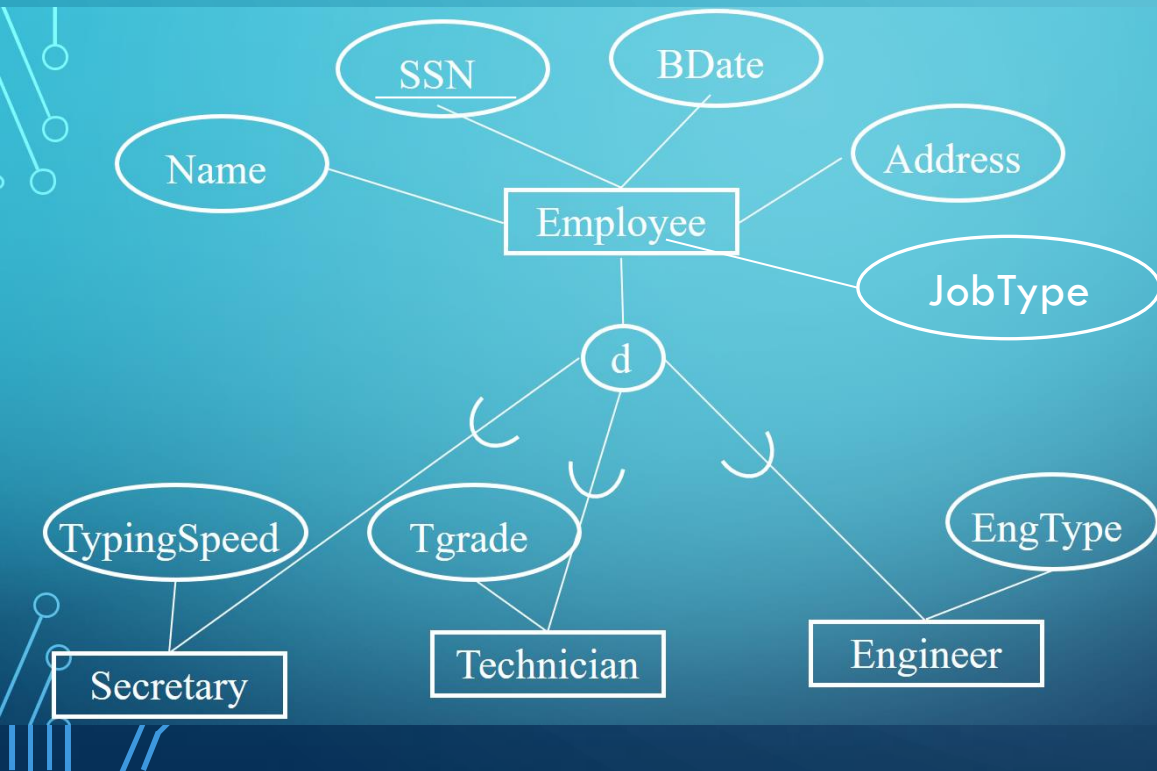 SSN
BDate
Name
Address
Employee
JobType
d
TypingSpeed
Tgrade
EngType
Secretary
Technician
Engineer